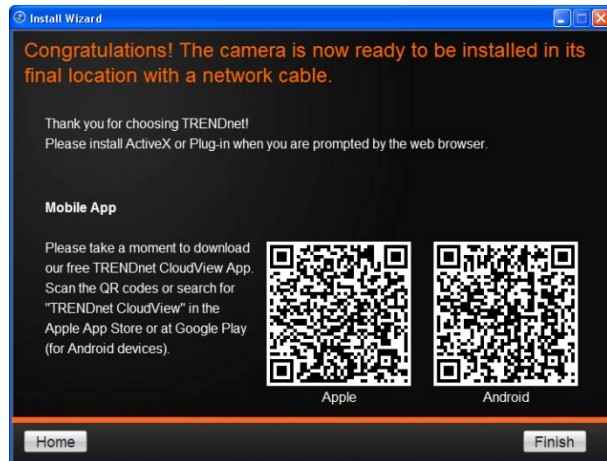 Install Wizard
Congratulations! The camera is now ready to be installed in its
final location with a network cable.
Thank you for choosing TRENDnet!
Please install ActiveX or Plug-in when you are prompted by the web browser.
Mobile App
Please take a moment to download
our free TRENDnet CloudView App.
Scan the QR codes or search for
"TRENDnet CloudView" in the
Apple App Store or at Google Play
(for Android devices).
Apple
Android
Home
Finish